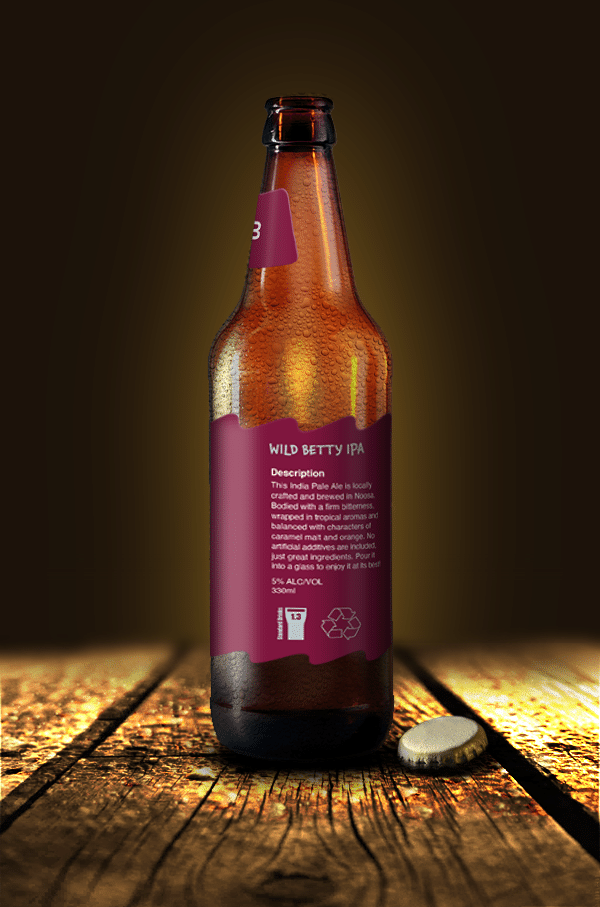 B
WILD BETTY IPA
Description
This India Pale Ale is locally
crafted and brewed in Noosa.
Bodied with a firm bitterness,
wrapped in tropical aromas and
balanced with characters of
caramel malt and orange. No
artificial additives are included,
just great ingredients. Pour it
into a glass to enjoy it at its best!
5% ALC/VOL
330ml
Standard Drinks
1.3